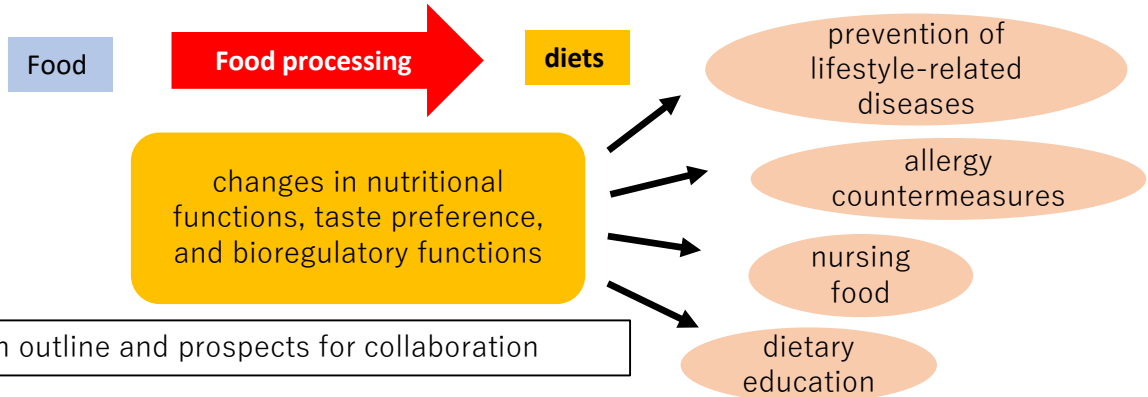 Food
Food processing
diets
prevention of
lifestyle-related
diseases
changes in nutritional
functions, taste preference,
and bioregulatory functions
allergy
countermeasures
nursing
food
outline and prospects for collaboration
dietary
education